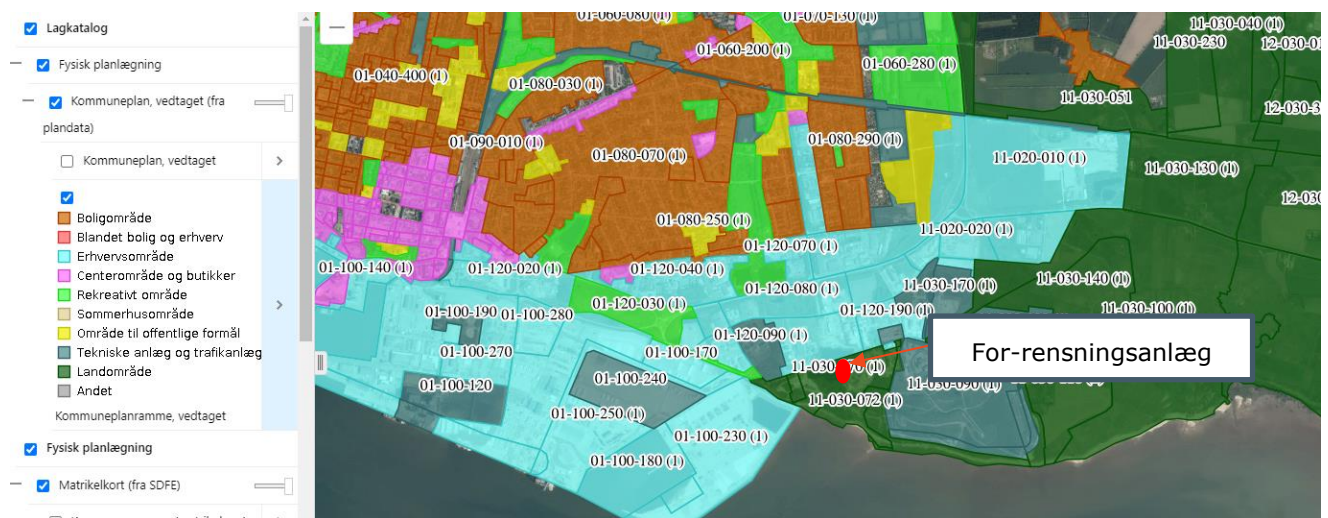 Lagkatalog
Fysisk planlægning
Kommuneplan, vedtaget (fra
plandata)
Kommuneplan, vedtaget
Boligområde
Blandet bolig og erhverv
Erhvervsområde
Centerområde og butikker
Rekreativt område
Sommerhusområde
Område til offentlige formål
Tekniske anlæg og trafikanlæg
Landområde
Andet
Kommuneplanramme, vedtaget
Fysisk planlægning
Matrikelkort (fra SDFE)
01-060-080 (1)
01-070-130 (1)
11-030-040 (1)
11-030-230
01-060-200 (1)
01-060-280 (1)
01-040-400 (1)
01-080-030 (1)
11-030-051
01-090-010 (1)
01-080-070 (1)
01-080-290 (1)
11-020-010 (1)
11-030-130 (1)
01-080-250 (1)
01-120-070 (1)
11-020-020 (1)
01-100-140 (1)
01-120-020 (1)
01-120-040 (1)
01-120-080 (1)
11-030-170 (1)
11-030-140 (1)
01-120-030 (1)
01-100-190
01-100-280
01-120-190 (1)
11-030-100 (1)
01-120-090 (1)
01-100-270
01-100-170
For-rensningsanlæg
01-100-120
01-100-240
11-030-072 (1)
11-030-090 (1)
01-100-250 (1)
01-100-230 (1)
01-100-180 (1)